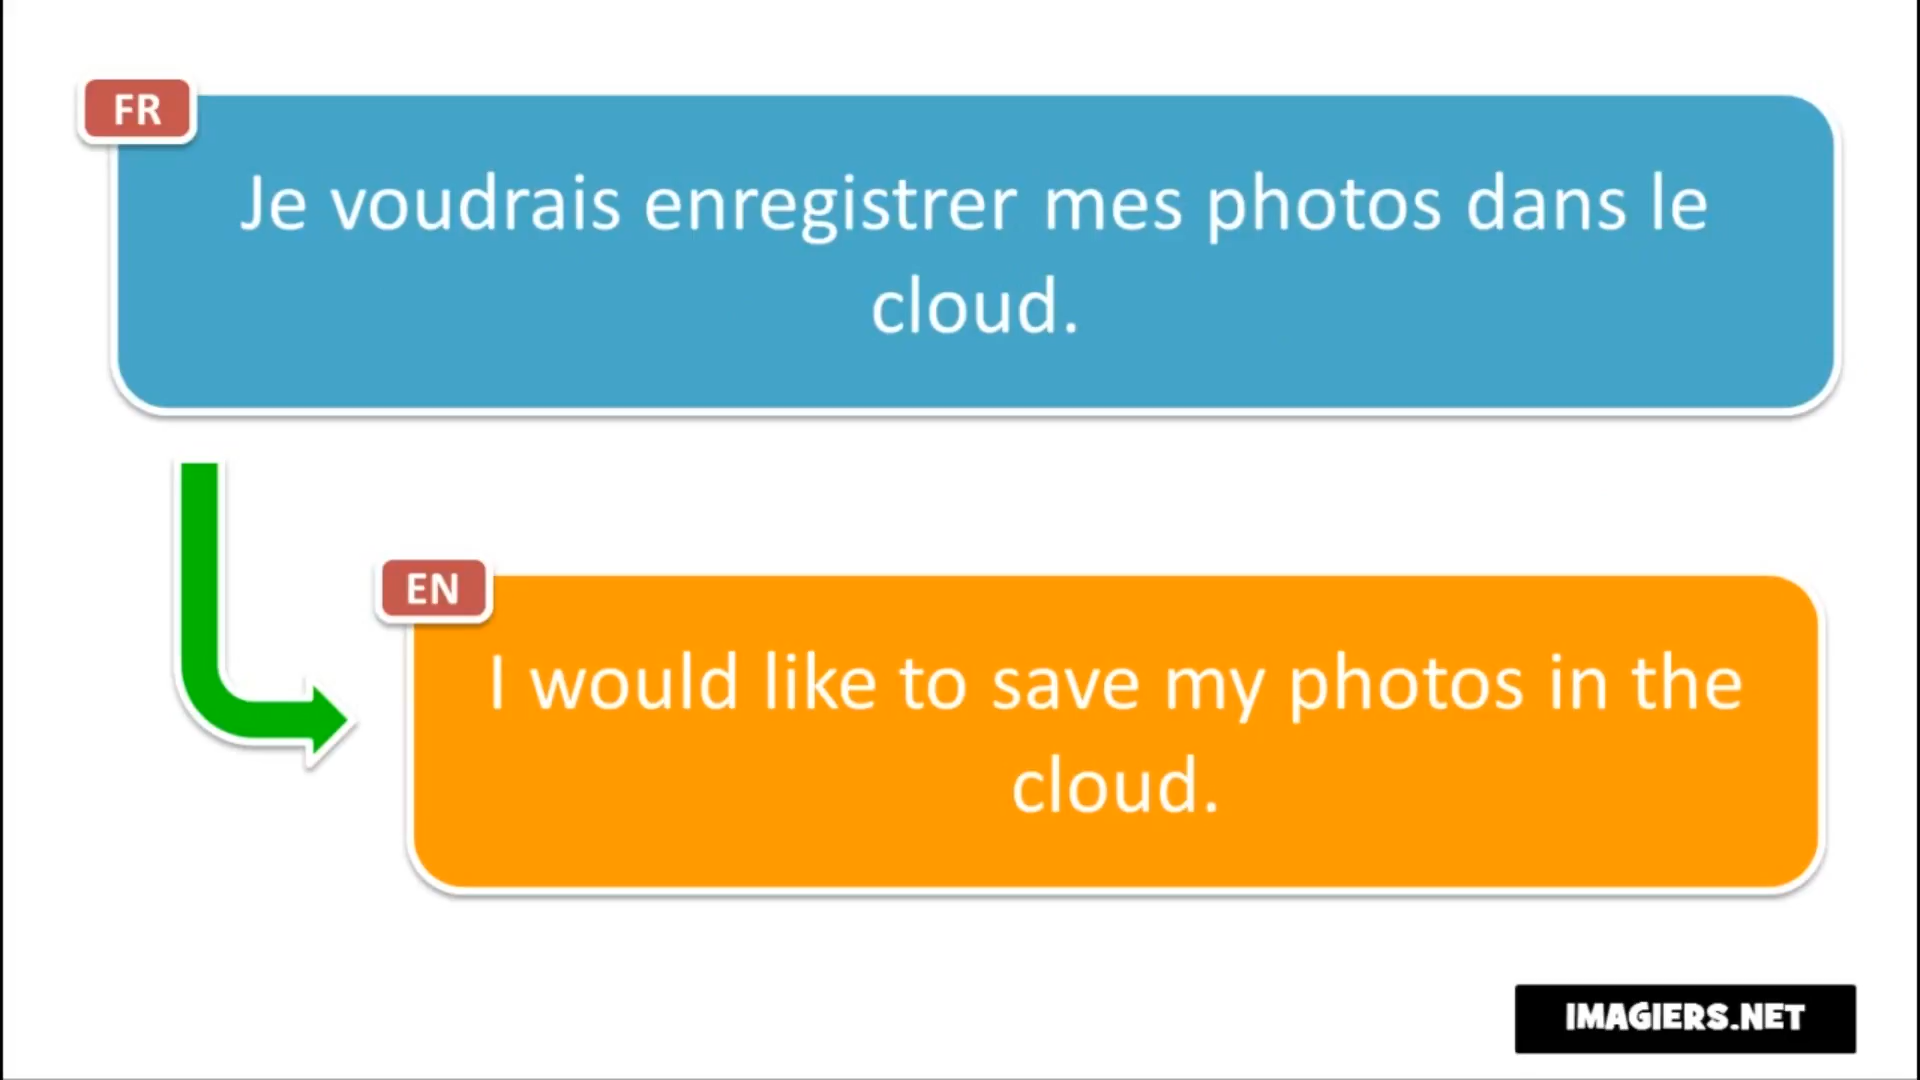 FR
Je voudrais enregistrer mes photos dans le
cloud.
EN
I would like to save my photos in the
cloud.
IMAGIERS.NET